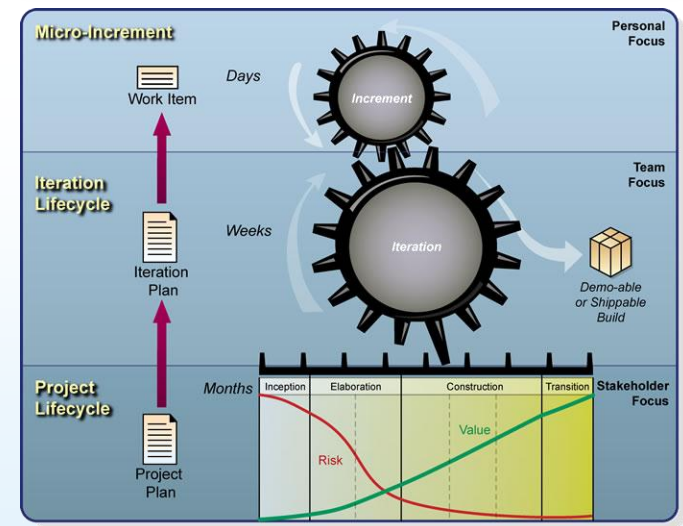 Micro-Increment
Personal
Focus
Days
Work Item
Increment
Iteration
Lifecycle
Team
Focus
Weeks
Iteration
Plan
Iteration
Demo-able
or Shippable
Build
Project
Lifecycle
Months
Inception
Elaboration
Construction
Transition
Stakeholder
Focus
Value
Risk
Project
Plan